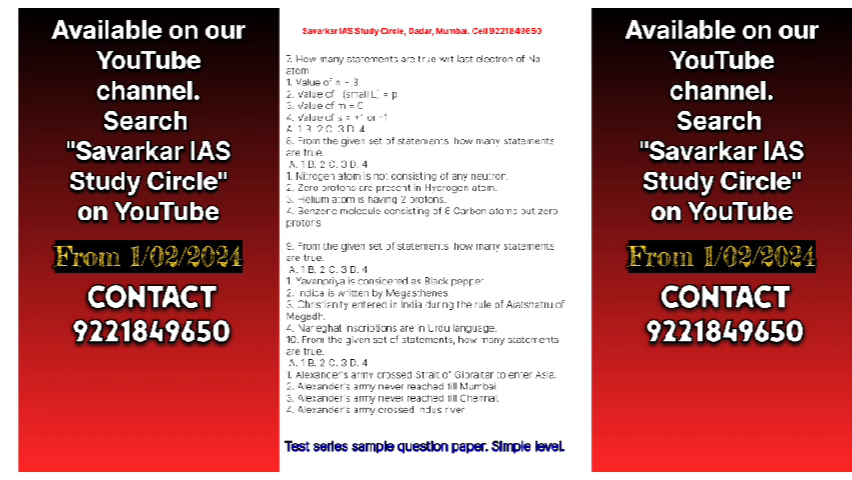 Available on our
YouTube
channel.
Search
"Savarkar IAS
Study Circle"
on YouTube
From 1/02/2024
CONTACT
9221849650
Savarkar IAS Study Circle, Dadar, Mumbai. Cell 9221849650
7. How many statements are true wrt last electron of Na
atom
1. Value of n = 3
2. Value of l (small L) = p
3. Value of m = 0
4. Value of s = +1 or -1
A. 1 B. 2 C. 3 D. 4
8. From the given set of statements, how many statements
are true.
A. 1 B. 2 C. 3 D. 4
1. Nitrogen atom is not consisting of any neutron.
2. Zero protons are present in Hydrogen atom.
3. Helium atom is having 2 protons.
4. Benzene molecule consisting of 6 Carbon atoms but zero
protons.
9. From the given set of statements, how many statements
are true.
A. 1 B. 2 C. 3 D. 4
1. Yavanpriya is considered as Black pepper.
2. Indica is written by Megasthenes.
3. Christianity entered in India during the rule of Ajatshatru of
Magadh.
4. Naneghat inscriptions are in Urdu language.
10. From the given set of statements, how many statements
are true.
A. 1 B. 2 C. 3 D. 4
1. Alexander's army crossed Strait of Gibraltar to enter Asia.
2. Alexander's army never reached till Mumbai
3. Alexander's army never reached till Chennai.
4. Alexander's army crossed Indus river
Test series sample question paper. Simple level.
Available on our
YouTube
channel.
Search
"Savarkar IAS
Study Circle"
on YouTube
From 1/02/2024
CONTACT
9221849650